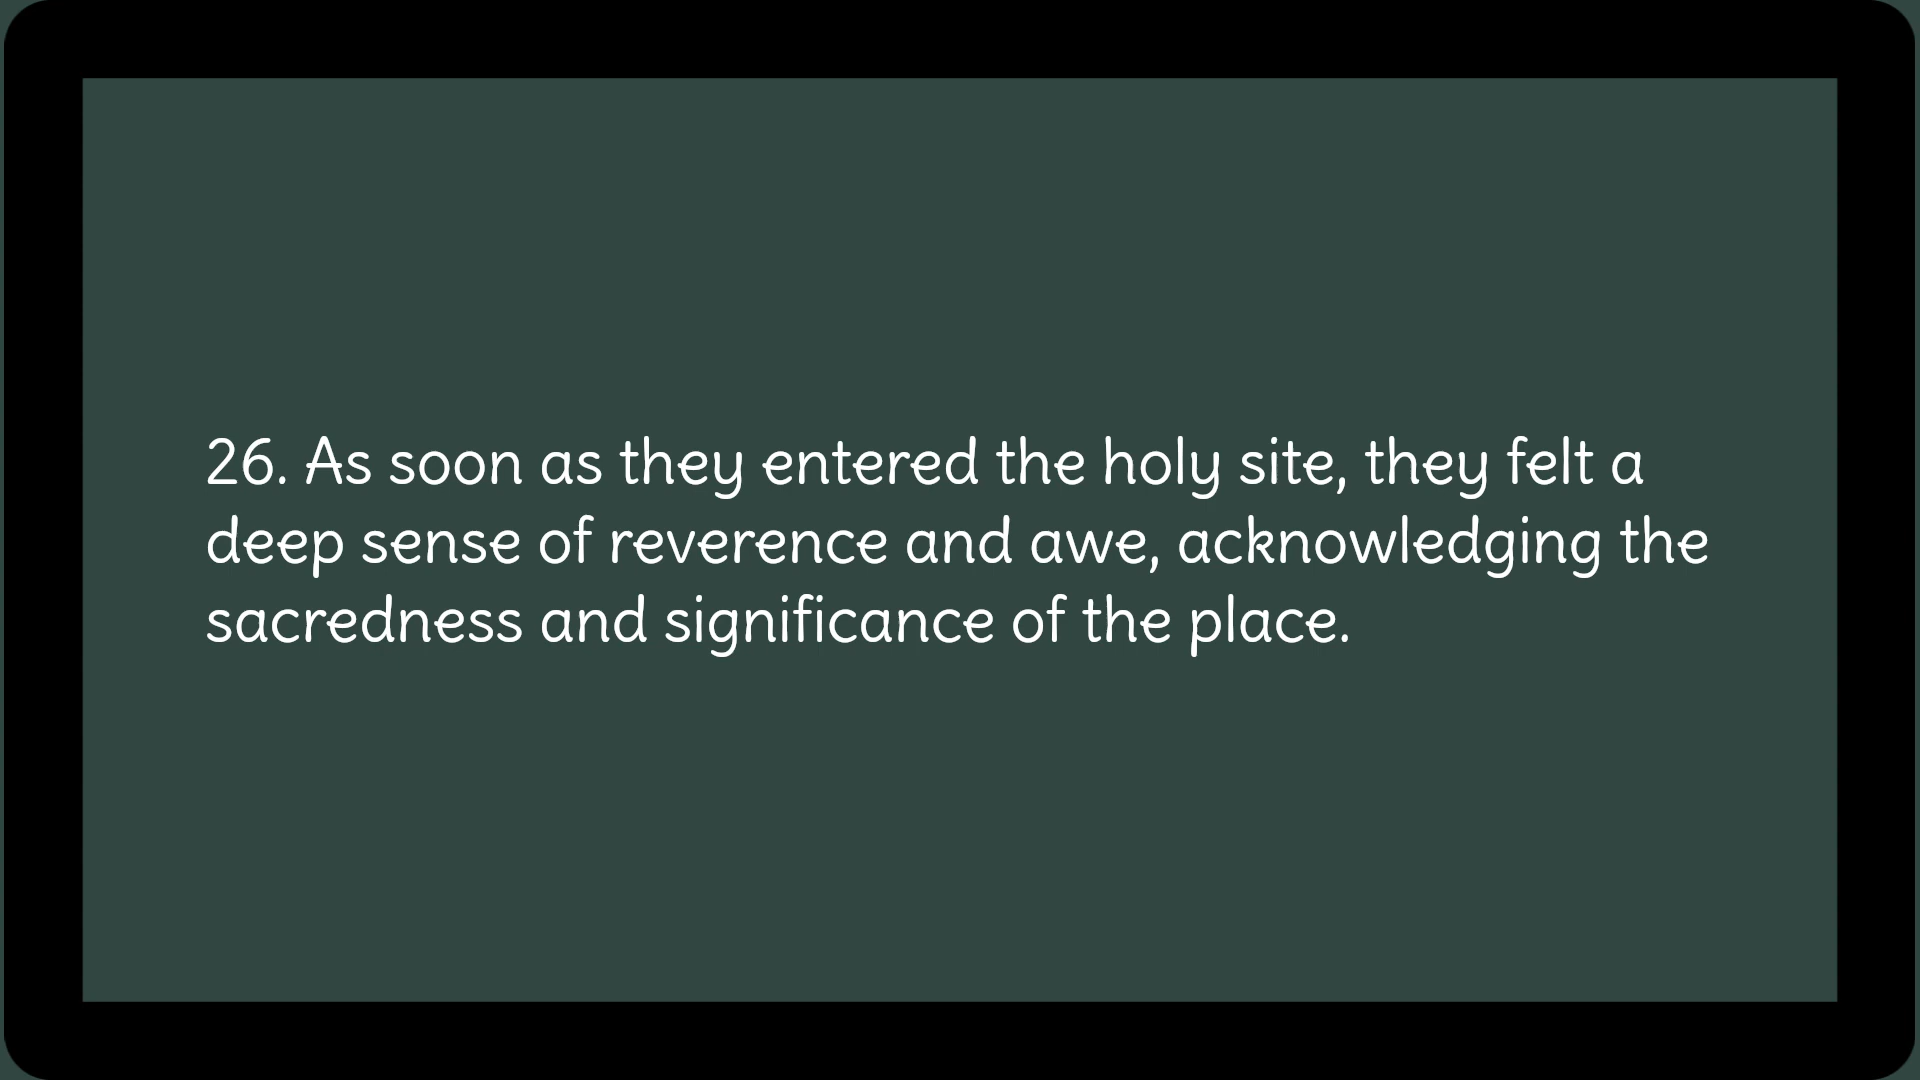 26. As soon as they entered the holy site, they felt a
deep sense of reverence and awe, acknowledging the
sacredness and significance of the place.